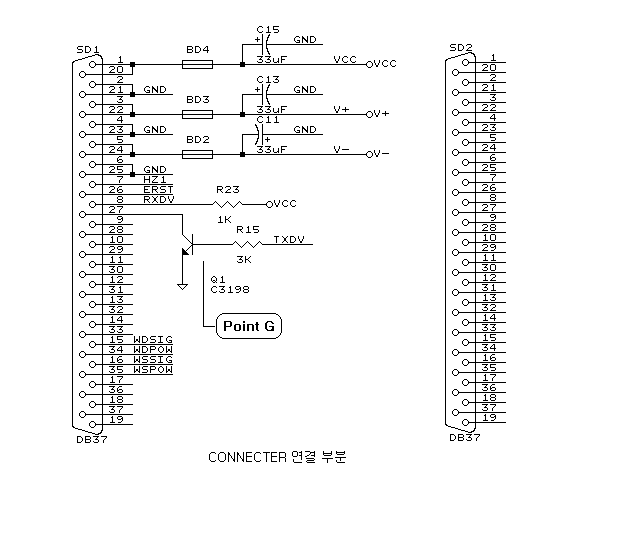 C15
SD1
BD4
+
GND
SD2
1
33uF
VCC
VCC
1
20
20
2
2
21
GND
C13
21
3
BD3
+
GND
3
22
33uF
V+
V+
22
4
C11
4
23
GND
GND
23
5
BD2
+
5
24
33uF
V-
V-
24
6
6
25
GND
25
7
HZ1
7
26
ERST
R23
26
8
RXDV
VCC
8
27
1K
27
9
R15
9
28
TXDV
28
10
10
29
3K
29
11
11
30
Q1
30
12
C3198
12
31
31
13
13
32
32
14
Point G
14
33
33
15
WDSIG
15
34
WDPOW
34
16
WSSIG
16
35
WSPOW
35
17
17
36
36
18
18
37
37
19
19
DB37
DB37
CONNECTER 연결 부분